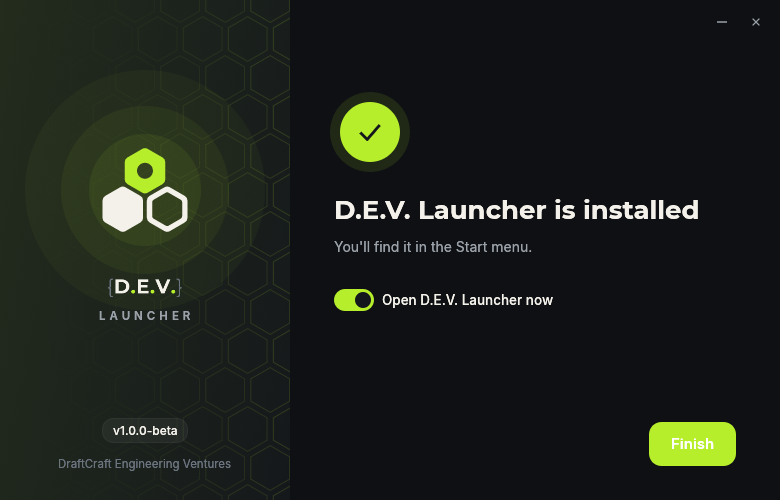 {D.E.V.}
LAUNCHER
v1.0.0-beta
DraftCraft Engineering Ventures
D.E.V. Launcher is installed
You'll find it in the Start menu.
Open D.E.V. Launcher now
Finish